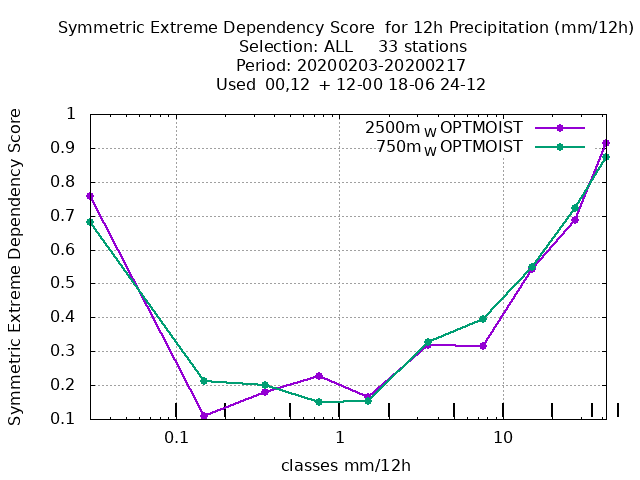 Symmetric Extreme Dependency Score for 12h Precipitation (mm/12h)
Selection: ALL 33 stations
Period: 20200203-20200217
Used 00,12 + 12-00 18-06 24-12
Symmetric Extreme Dependency Score
1
0.9
0.8
0.7
0.6
0.5
0.4
0.3
0.2
0.1
2500m W OPTMOIST
750m W OPTMOIST
0.1 1 10
classes mm/12h